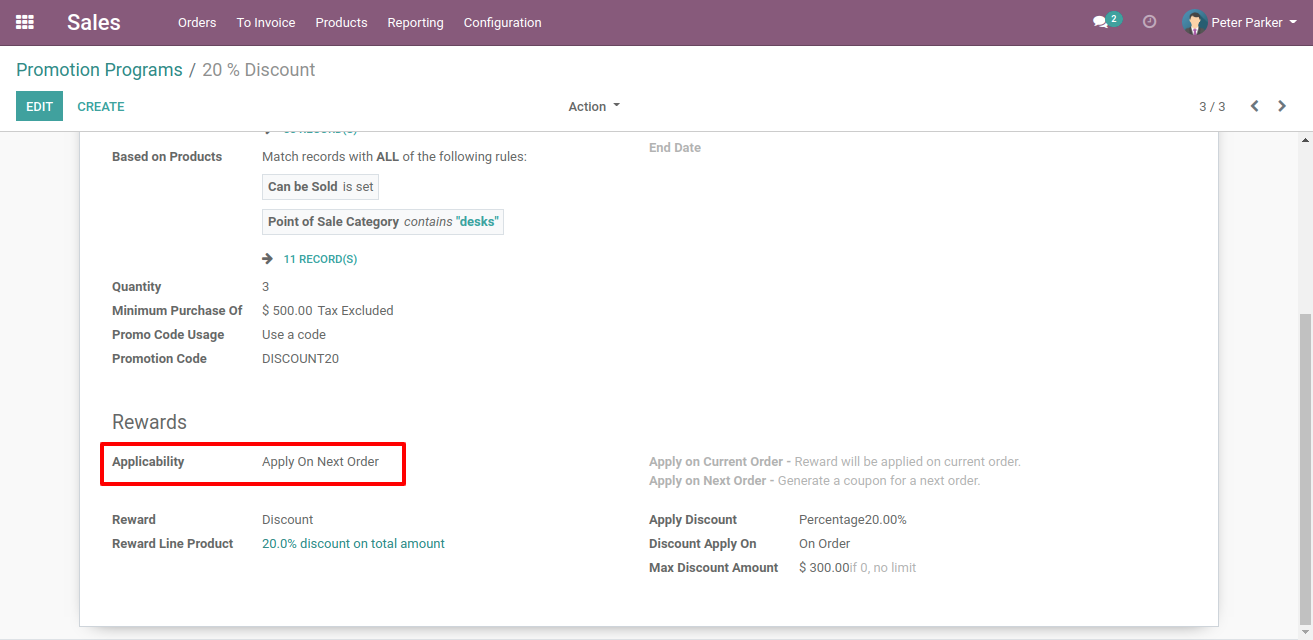 Sales Orders To Invoice Products Reporting Configuration 2 Peter Parker
Promotion Programs / 20 % Discount
EDIT CREATE Action 3 / 3
Based on Products Match records with ALL of the following rules:
End Date
Can be Sold is set
Point of Sale Category contains "desks"
11 RECORD(S)
Quantity 3
Minimum Purchase Of $ 500.00 Tax Excluded
Promo Code Usage Use a code
Promotion Code DISCOUNT20
Rewards
Applicability Apply On Next Order
Apply on Current Order - Reward will be applied on current order.
Apply on Next Order - Generate a coupon for a next order.
Reward Discount
Reward Line Product 20.0% discount on total amount
Apply Discount Percentage20.00%
Discount Apply On On Order
Max Discount Amount $ 300.00if 0, no limit